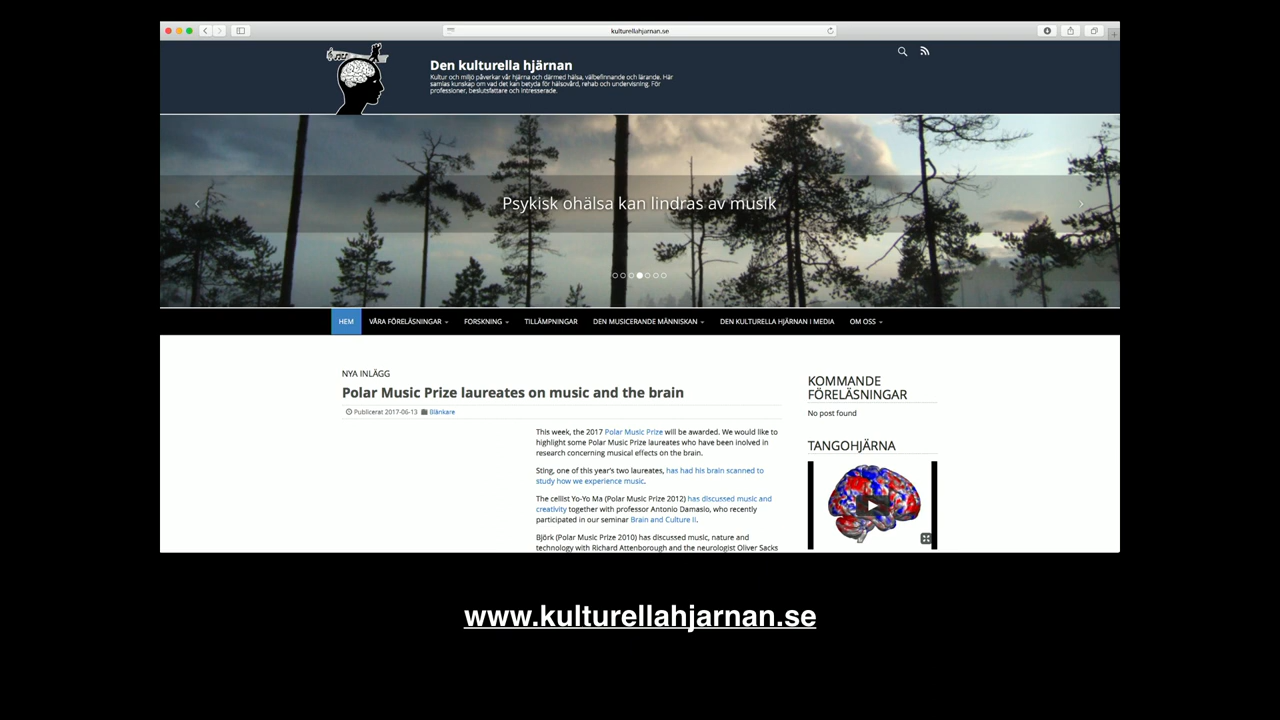 kulturellahjarnan.se
Den kulturella hjärnan
Kultur och miljö påverkar vår hjärna och därmed hälsa, välbefinnande och lärande. Här
samlas kunskap om vad det kan betyda för hälsovård, rehab och undervisning. För
professioner, beslutsfattare och intresserade.
Psykisk ohälsa kan lindras av musik
HEM VÅRA FÖRELÄSNINGAR FORSKNING TILLÄMPNINGAR DEN MUSICERANDE MÄNNISKAN DEN KULTURELLA HJÄRNAN I MEDIA OM OSS
NYA INLÄGG
Polar Music Prize laureates on music and the brain
Publicerat 2017-06-13 Blänkare
This week, the 2017 Polar Music Prize will be awarded. We would like to
highlight some Polar Music Prize laureates who have been inolved in
research concerning musical effects on the brain.
Sting, one of this year's two laureates, has had his brain scanned to
study how we experience music.
The cellist Yo-Yo Ma (Polar Music Prize 2012) has discussed music and
creativity together with professor Antonio Damasio, who recently
participated in our seminar Brain and Culture II.
Björk (Polar Music Prize 2010) has discussed music, nature and
technology with Richard Attenborough and the neurologist Oliver Sacks
KOMMANDE
FÖRELÄSNINGAR
No post found
TANGOHJÄRNA
www.kulturellahjarnan.se